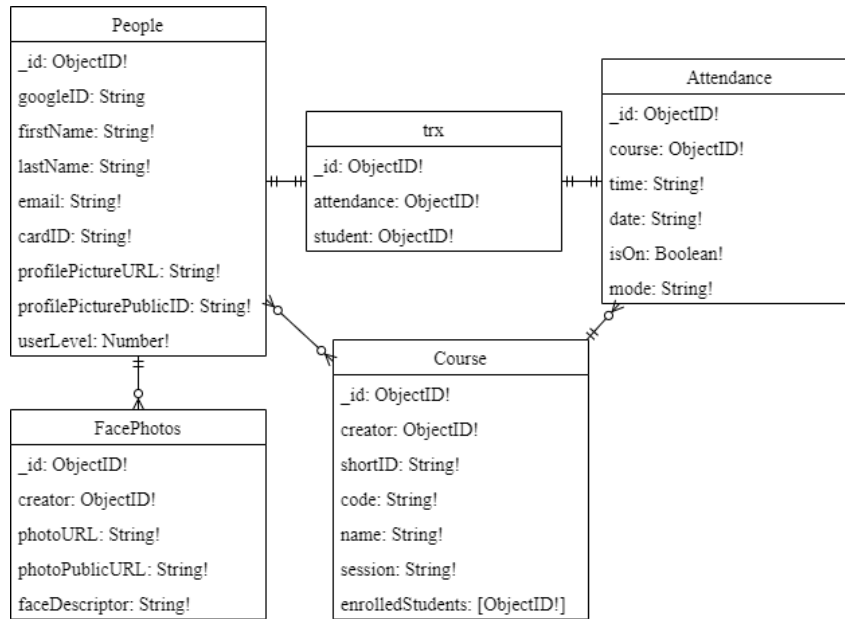 People
_id: ObjectID!
googleID: String
firstName: String!
lastName: String!
email: String!
cardID: String!
profilePictureURL: String!
profilePicturePublicID: String!
userLevel: Number!
trx
_id: ObjectID!
attendance: ObjectID!
student: ObjectID!
Attendance
_id: ObjectID!
course: ObjectID!
time: String!
date: String!
isOn: Boolean!
mode: String!
FacePhotos
_id: ObjectID!
creator: ObjectID!
photoURL: String!
photoPublicURL: String!
faceDescriptor: String!
Course
_id: ObjectID!
creator: ObjectID!
shortID: String!
code: String!
name: String!
session: String!
enrolledStudents: [ObjectID!]